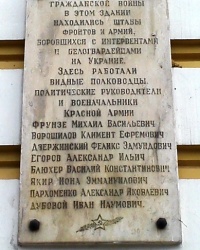 ГРАЖДАНСКОЙ ВОЙНЫ
В ЭТОМ ЗДАНИИ
НАХОДИЛИСЬ ШТАБЫ
ФРОНТОВ И АРМИЙ,
БОРОВШИХСЯ С ИНТЕРВЕНТАМИ
И БЕЛОГВАРДЕЙЦАМИ
НА УКРАИНЕ.
ЗДЕСЬ РАБОТАЛИ
ВИДНЫЕ ПОЛКОВОДЦЫ,
ПОЛИТИЧЕСКИЕ РУКОВОДИТЕЛИ
И ВОЕНАЧАЛЬНИКИ
КРАСНОЙ АРМИИ
ФРУНЗЕ МИХАИЛ ВАСИЛЬЕВИЧ,
ВОРОШИЛОВ КЛИМЕНТ ЕФРЕМОВИЧ,
ДЗЕРЖИНСКИЙ ФЕЛИКС ЭДМУНДОВИЧ
ЕГОРОВ АЛЕКСАНДР ИЛЬИЧ
БЛЮХЕР ВАСИЛИЙ КОНСТАНТИНОВИЧ,
ЯКИР ИОНА ЭММАНУИЛОВИЧ
ПАРХОМЕНКО АЛЕКСАНДР ЯКОВЛЕВИЧ
ДУБОВОЙ ИВАН НАУМОВИЧ.